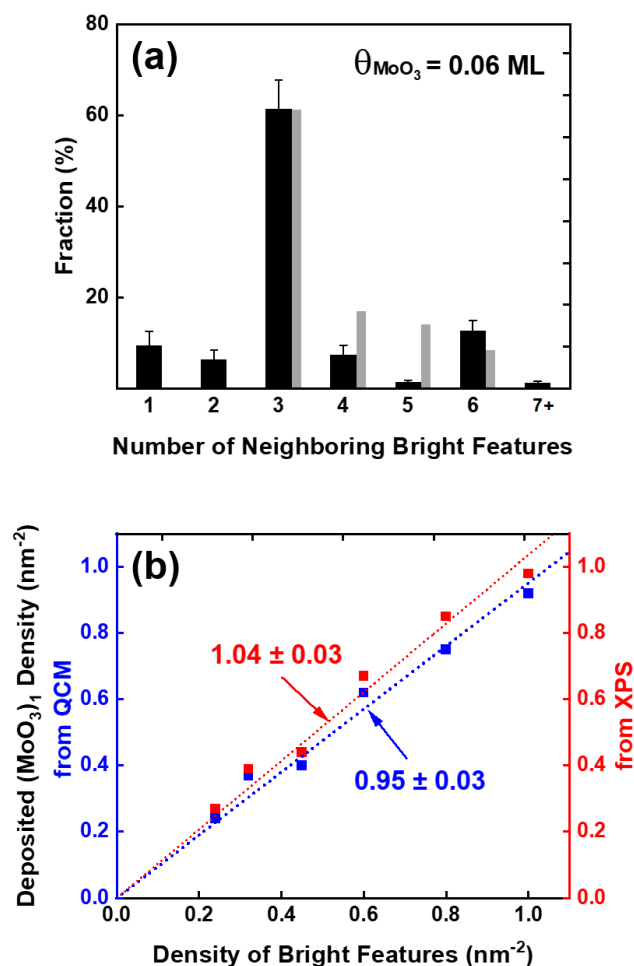 80
60
40
20
Fraction (%)
(a)
θMoO₃ = 0.06 ML
1 2 3 4 5 6 7+
Number of Neighboring Bright Features
(b)
Deposited (MoO₃)₁ Density (nm⁻²)
from QCM
from XPS
1.0
0.8
0.6
0.4
0.2
0.0
1.04 ± 0.03
0.95 ± 0.03
1.0
0.8
0.6
0.4
0.2
0.0
0.0 0.2 0.4 0.6 0.8 1.0
Density of Bright Features (nm⁻²)